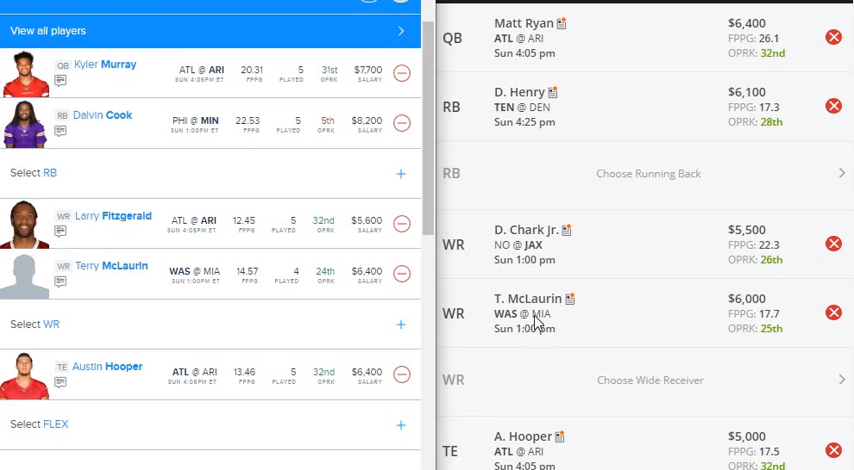 View all players
QB Kyler Murray
ATL @ ARI 20.31 5 31st $7,700
SUN 4:05PM ET FPPG PLAYED OPRK SALARY
RB Dalvin Cook
PHI @ MIN 22.53 5 5th $8,200
SUN 1:00PM ET FPPG PLAYED OPRK SALARY
Select RB
WR Larry Fitzgerald
ATL @ ARI 12.45 5 32nd $5,600
SUN 4:05PM ET FPPG PLAYED OPRK SALARY
WR Terry McLaurin
WAS @ MIA 14.57 4 24th $6,400
SUN 1:00PM ET FPPG PLAYED OPRK SALARY
Select WR
TE Austin Hooper
ATL @ ARI 13.46 5 32nd $6,400
SUN 4:05PM ET FPPG PLAYED OPRK SALARY
Select FLEX
QB
Matt Ryan
ATL @ ARI
Sun 4:05 pm
$6,400
FPPG: 26.1
OPRK: 32nd
RB
D. Henry
TEN @ DEN
Sun 4:25 pm
$6,100
FPPG: 17.3
OPRK: 28th
RB
Choose Running Back
WR
D. Chark Jr.
NO @ JAX
Sun 1:00 pm
$5,500
FPPG: 22.3
OPRK: 26th
WR
T. McLaurin
WAS @ MIA
Sun 1:00 pm
$6,000
FPPG: 17.7
OPRK: 25th
WR
Choose Wide Receiver
TE
A. Hooper
ATL @ ARI
Sun 4:05 pm
$5,000
FPPG: 17.5
OPRK: 32nd